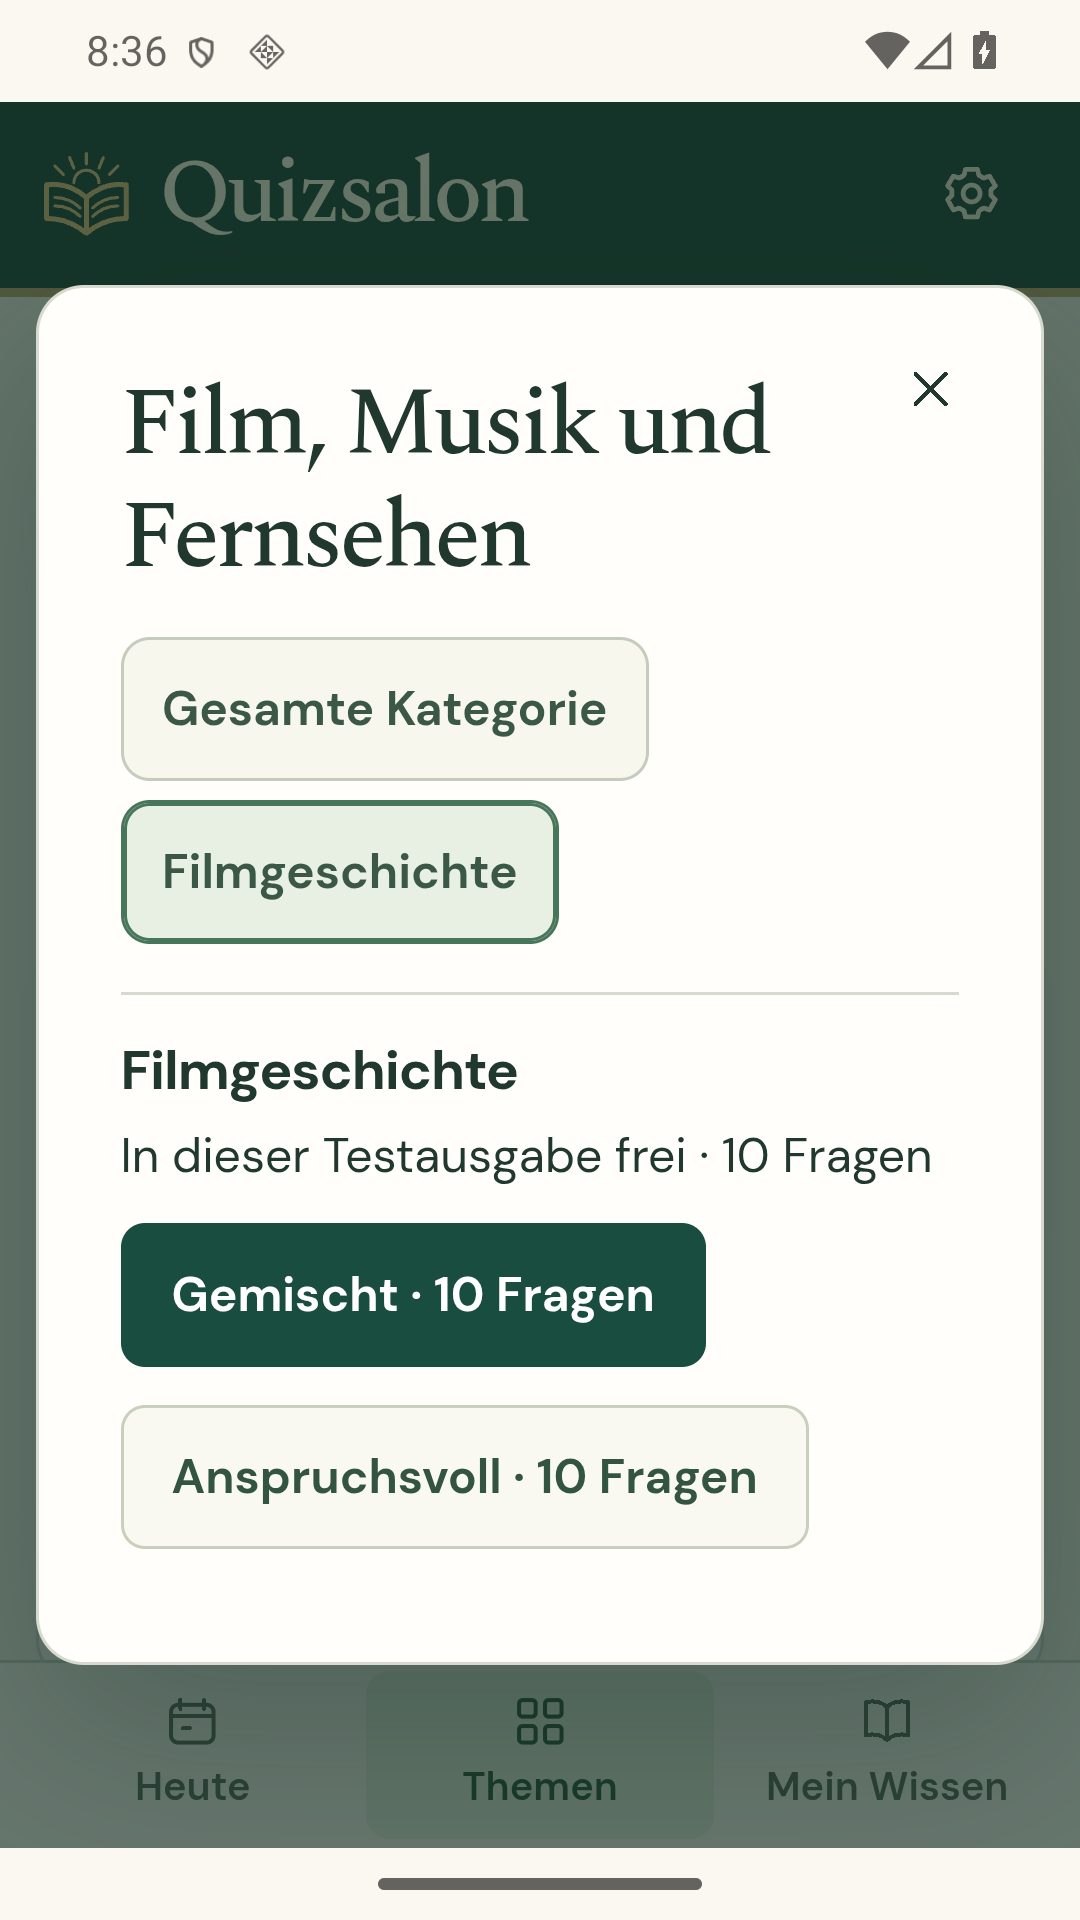 8:36
Quizsalon
Film, Musik und
Fernsehen
Gesamte Kategorie
Filmgeschichte
Filmgeschichte
In dieser Testausgabe frei · 10 Fragen
Gemischt · 10 Fragen
Anspruchsvoll · 10 Fragen
Heute
Themen
Mein Wissen